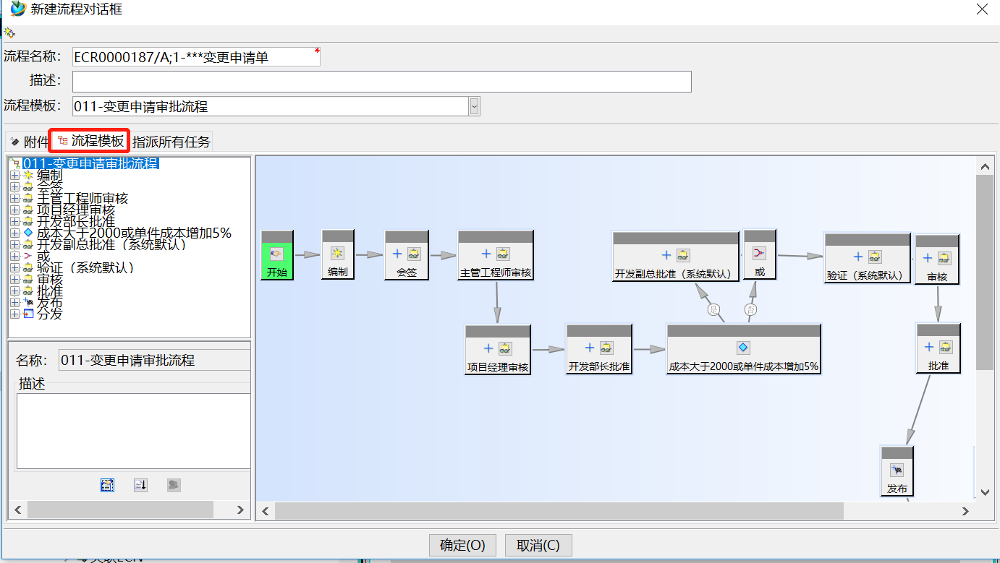 新建流程对话框
流程名称：
ECR0000187/A;1-***变更申请单
*
描述：
流程模板：
011-变更申请审批流程
附件
流程模板
指派所有任务
011-变更申请审批流程
编制
会签
主管工程师审核
项目经理审核
开发部长批准
成本大于2000或单件成本增加5%
开发副总批准（系统默认）
或
验证（系统默认）
审核
批准
发布
分发
名称：
011-变更申请审批流程
描述
开始
编制
会签
主管工程师审核
开发副总批准（系统默认）
或
验证（系统默认）
审核
是
否
项目经理审核
开发部长批准
成本大于2000或单件成本增加5%
批准
发布
确定(O)
取消(C)